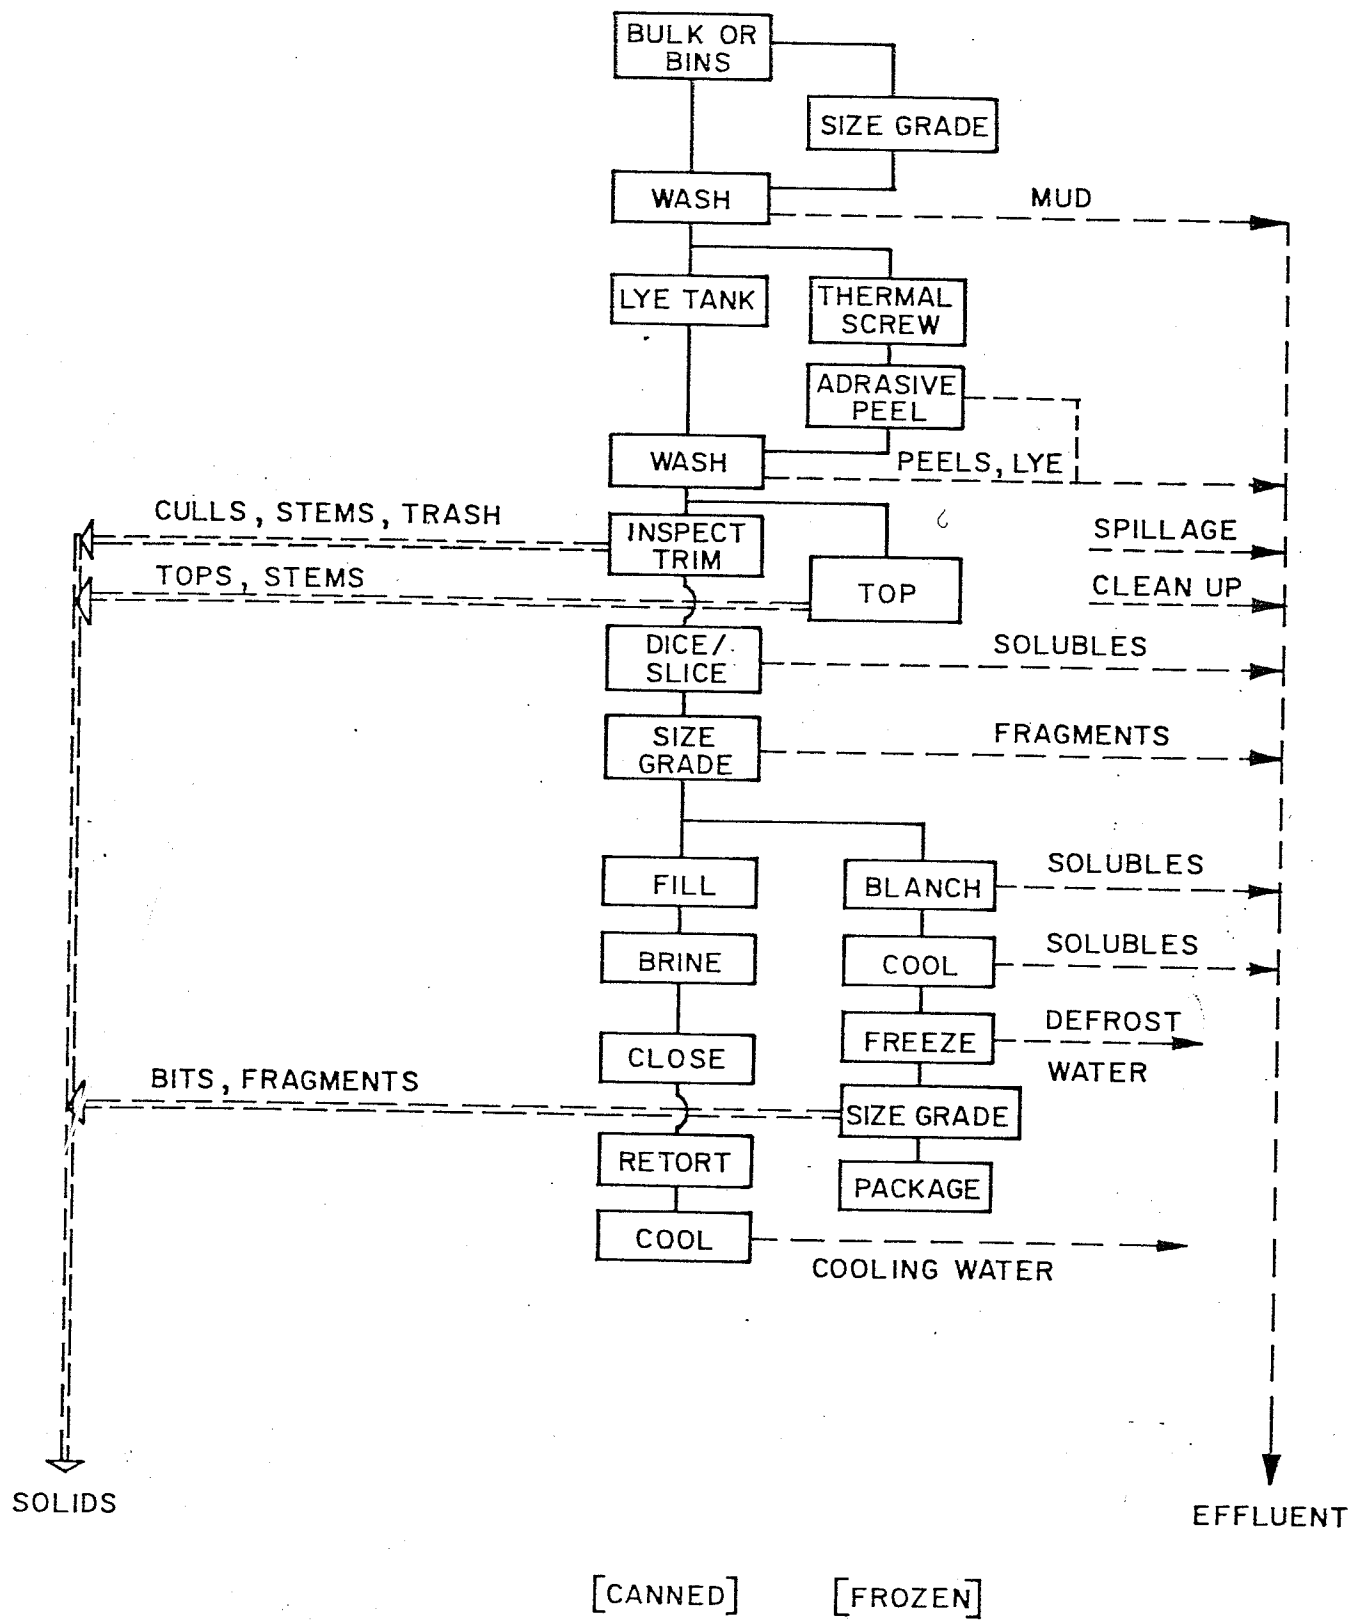 BULK OR
BINS
SIZE GRADE
WASH
MUD
LYE TANK
THERMAL
SCREW
ADRASIVE
PEEL
WASH
PEELS, LYE
CULLS, STEMS, TRASH
INSPECT
TRIM
SPILLAGE
TOPS, STEMS
TOP
CLEAN UP
DICE/
SLICE
SOLUBLES
SIZE
GRADE
FRAGMENTS
FILL
BLANCH
SOLUBLES
BRINE
COOL
SOLUBLES
CLOSE
FREEZE
DEFROST
WATER
BITS, FRAGMENTS
SIZE GRADE
RETORT
PACKAGE
COOL
COOLING WATER
SOLIDS
EFFLUENT
[CANNED]
[FROZEN]